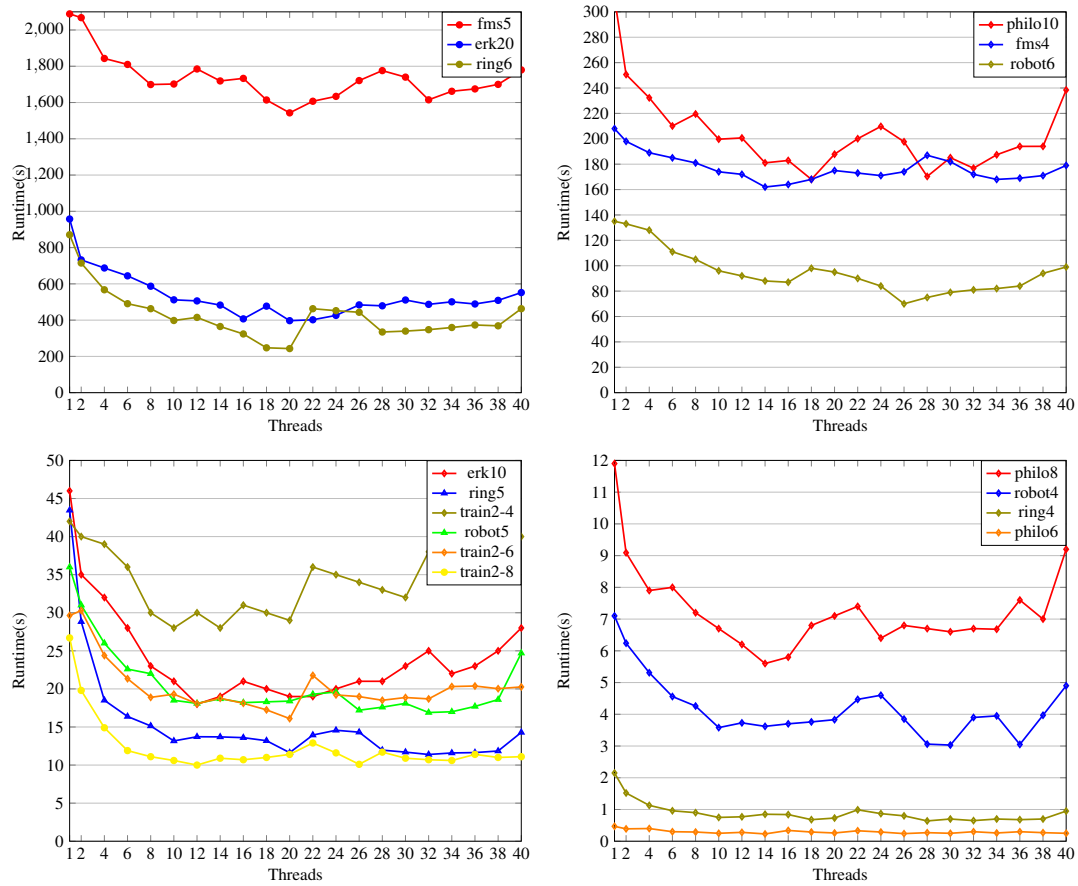 2,000
1,800
1,600
1,400
1,200
1,000
800
600
400
200
0
Runtime(s)
fms5
erk20
ring6
1 2 4 6 8 10 12 14 16 18 20 22 24 26 28 30 32 34 36 38 40
Threads
300
280
260
240
220
200
180
160
140
120
100
80
60
40
20
0
Runtime(s)
philo10
fms4
robot6
1 2 4 6 8 10 12 14 16 18 20 22 24 26 28 30 32 34 36 38 40
Threads
50
45
40
35
30
25
20
15
10
5
0
Runtime(s)
erk10
ring5
train2-4
robot5
train2-6
train2-8
1 2 4 6 8 10 12 14 16 18 20 22 24 26 28 30 32 34 36 38 40
Threads
12
11
10
9
8
7
6
5
4
3
2
1
0
Runtime(s)
philo8
robot4
ring4
philo6
1 2 4 6 8 10 12 14 16 18 20 22 24 26 28 30 32 34 36 38 40
Threads